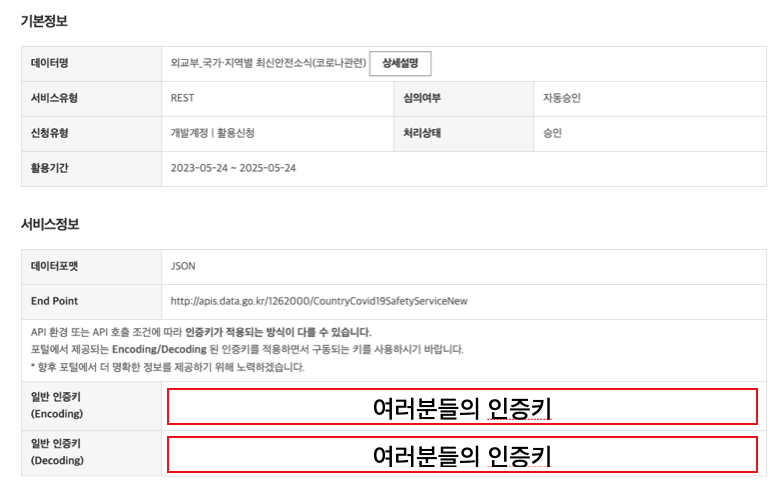 기본정보
데이터명 외교부_국가·지역별 최신안전소식(코로나관련) 상세설명
서비스유형 REST 심의여부 자동승인
신청유형 개발계정 | 활용신청 처리상태 승인
활용기간 2023-05-24 ~ 2025-05-24
서비스정보
데이터포맷 JSON
End Point http://apis.data.go.kr/1262000/CountryCovid19SafetyServiceNew
API 환경 또는 API 호출 조건에 따라 인증키가 적용되는 방식이 다를 수 있습니다.
포털에서 제공되는 Encoding/Decoding 된 인증키를 적용하면서 구동되는 키를 사용하시기 바랍니다.
* 향후 포털에서 더 명확한 정보를 제공하기 위해 노력하겠습니다.
일반 인증키
(Encoding)
여러분들의 인증키
일반 인증키
(Decoding)
여러분들의 인증키